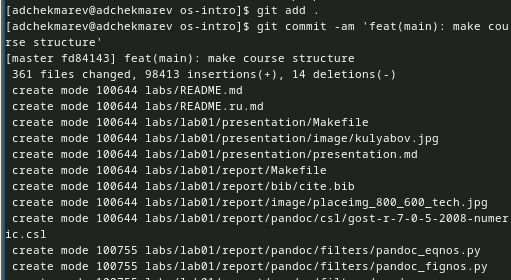 [adchekmarev@adchekmarev os-intro]$ git add .
[adchekmarev@adchekmarev os-intro]$ git commit -am 'feat(main): make cou
rse structure'
[master fd84143] feat(main): make course structure
 361 files changed, 98413 insertions(+), 14 deletions(-)
 create mode 100644 labs/README.md
 create mode 100644 labs/README.ru.md
 create mode 100644 labs/lab01/presentation/Makefile
 create mode 100644 labs/lab01/presentation/image/kulyabov.jpg
 create mode 100644 labs/lab01/presentation/presentation.md
 create mode 100644 labs/lab01/report/Makefile
 create mode 100644 labs/lab01/report/bib/cite.bib
 create mode 100644 labs/lab01/report/image/placeimg_800_600_tech.jpg
 create mode 100644 labs/lab01/report/pandoc/csl/gost-r-7-0-5-2008-numer
ic.csl
 create mode 100755 labs/lab01/report/pandoc/filters/pandoc_eqnos.py
 create mode 100755 labs/lab01/report/pandoc/filters/pandoc_fignos.py